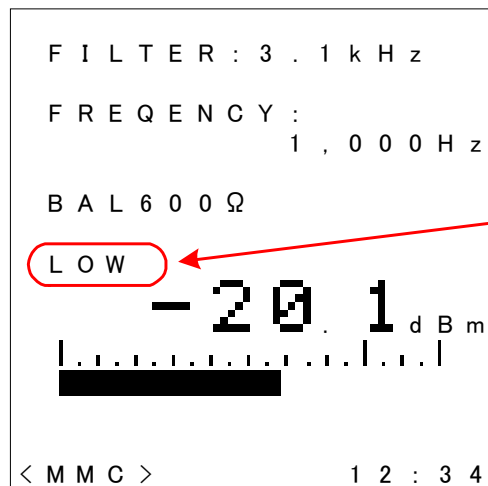 FILTER:3.1kHz
FREQENCY:
1,000Hz
BAL600Ω
LOW
-20.1dBm
<MMC> 12:34